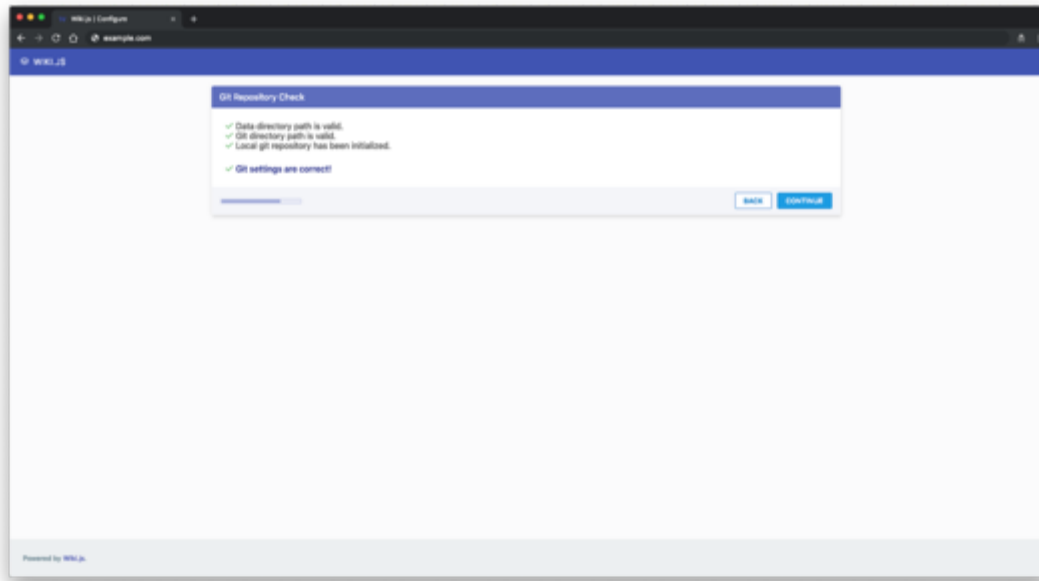 Wiki.js | Configure
example.com
WIKI.JS
Git Repository Check
Data directory path is valid.
Git directory path is valid.
Local git repository has been initialized.
Git settings are correct!
BACK
CONTINUE
Powered by Wiki.js.